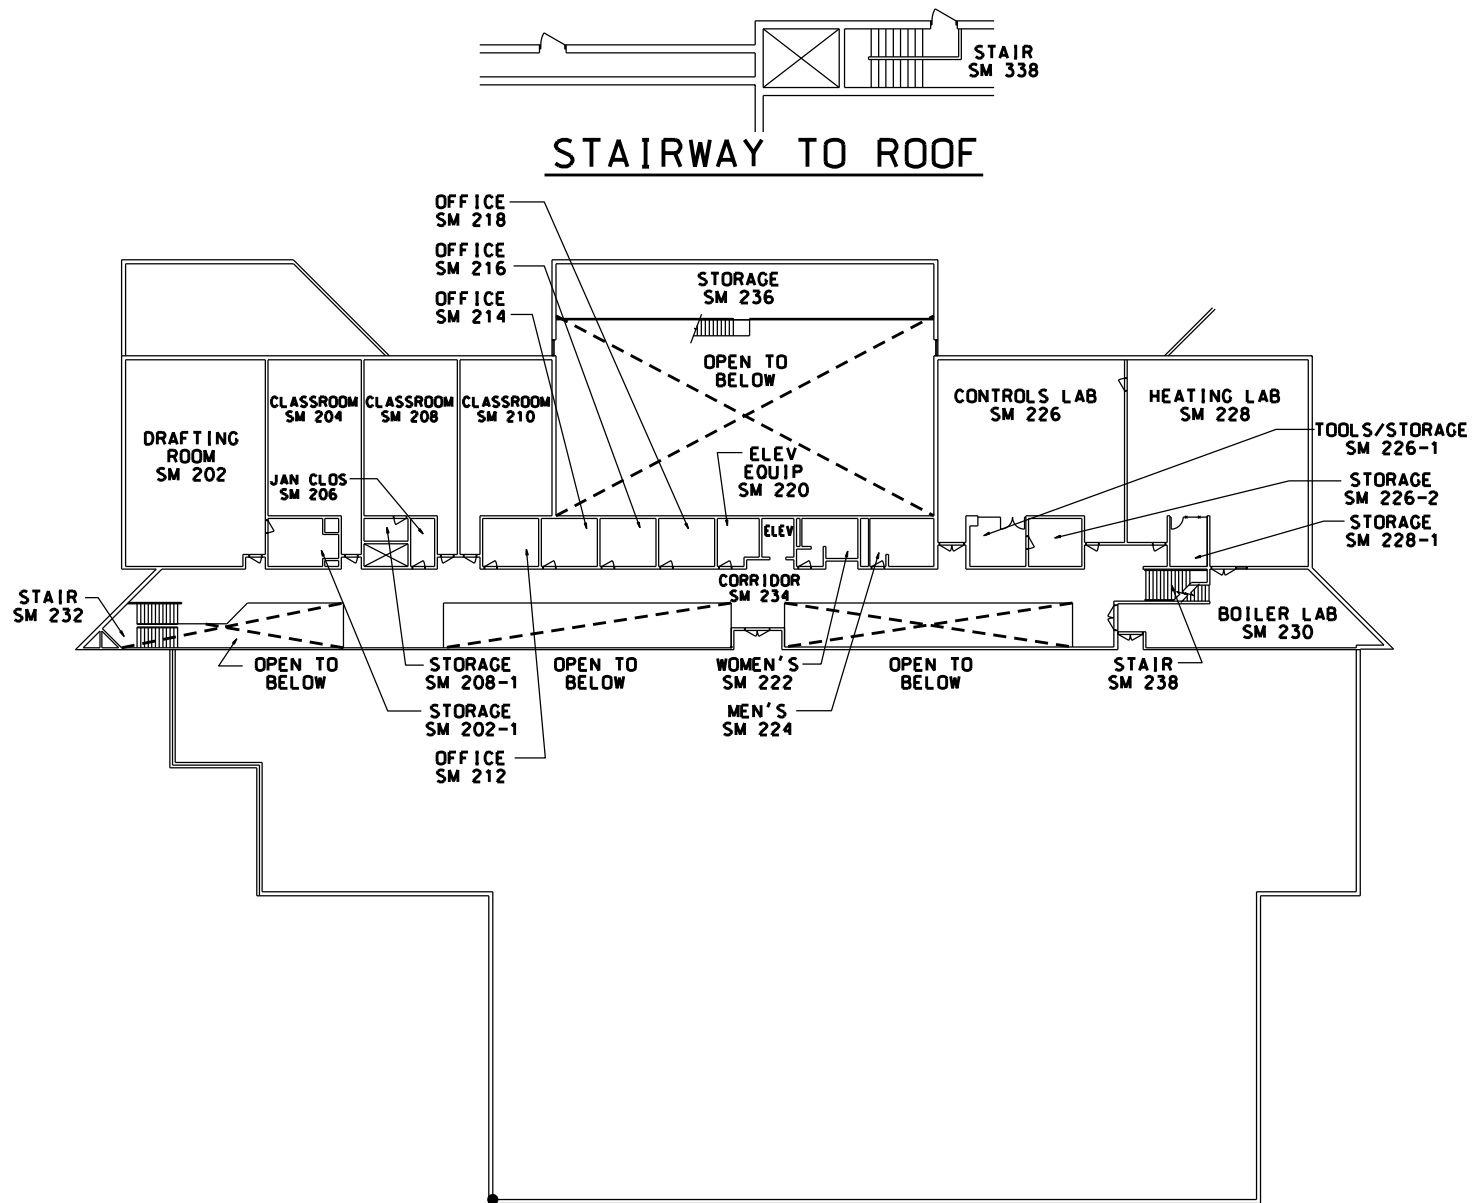 STAIR
SM 338
STAIRWAY TO ROOF
OFFICE
SM 218
OFFICE
SM 216
OFFICE
SM 214
STORAGE
SM 236
OPEN TO
BELOW
CLASSROOM
SM 204
CLASSROOM
SM 208
CLASSROOM
SM 210
CONTROLS LAB
SM 226
HEATING LAB
SM 228
DRAFTING
ROOM
SM 202
TOOLS/STORAGE
SM 226-1
ELEV
EQUIP
SM 220
JAN CLOS
SM 206
STORAGE
SM 226-2
STORAGE
SM 228-1
ELEV
CORRIDOR
SM 234
STAIR
SM 232
BOILER LAB
SM 230
OPEN TO
BELOW
STORAGE
SM 208-1
OPEN TO
BELOW
WOMEN'S
SM 222
OPEN TO
BELOW
STAIR
SM 238
STORAGE
SM 202-1
MEN'S
SM 224
OFFICE
SM 212